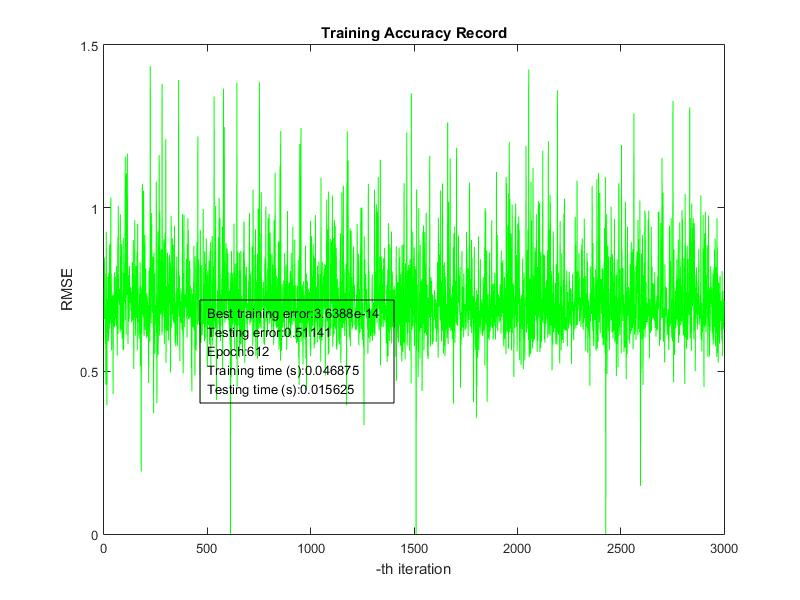 Training Accuracy Record
1.5
1
0.5
0
RMSE
Best training error:3.6388e-14
Testing error:0.51141
Epoch:612
Training time (s):0.046875
Testing time (s):0.015625
0 500 1000 1500 2000 2500 3000
-th iteration